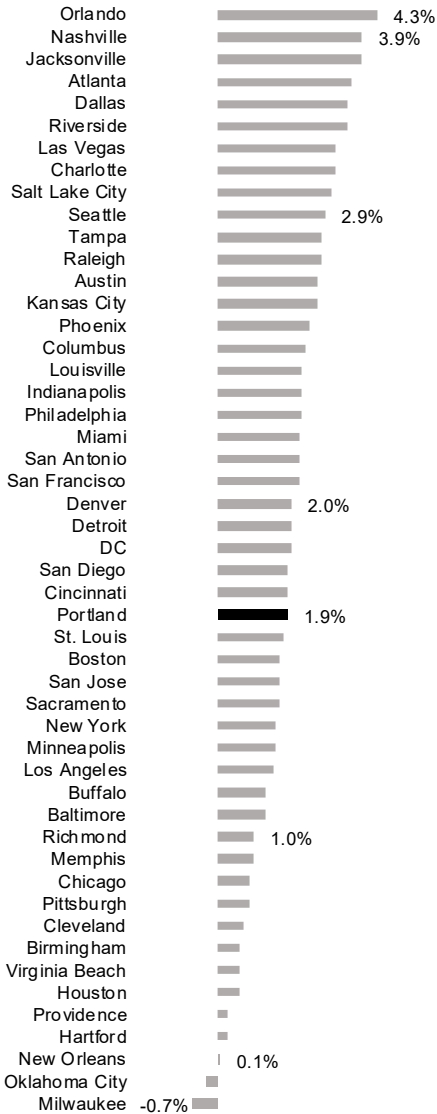 Orlando 4.3%
Nashville 3.9%
Jacksonville
Atlanta
Dallas
Riverside
Las Vegas
Charlotte
Salt Lake City
Seattle 2.9%
Tampa
Raleigh
Austin
Kansas City
Phoenix
Columbus
Louisville
Indianapolis
Philadelphia
Miami
San Antonio
San Francisco
Denver 2.0%
Detroit
DC
San Diego
Cincinnati
Portland 1.9%
St. Louis
Boston
San Jose
Sacramento
New York
Minneapolis
Los Angeles
Buffalo
Baltimore
Richmond 1.0%
Memphis
Chicago
Pittsburgh
Cleveland
Birmingham
Virginia Beach
Houston
Providence
Hartford
New Orleans 0.1%
Oklahoma City
Milwaukee -0.7%